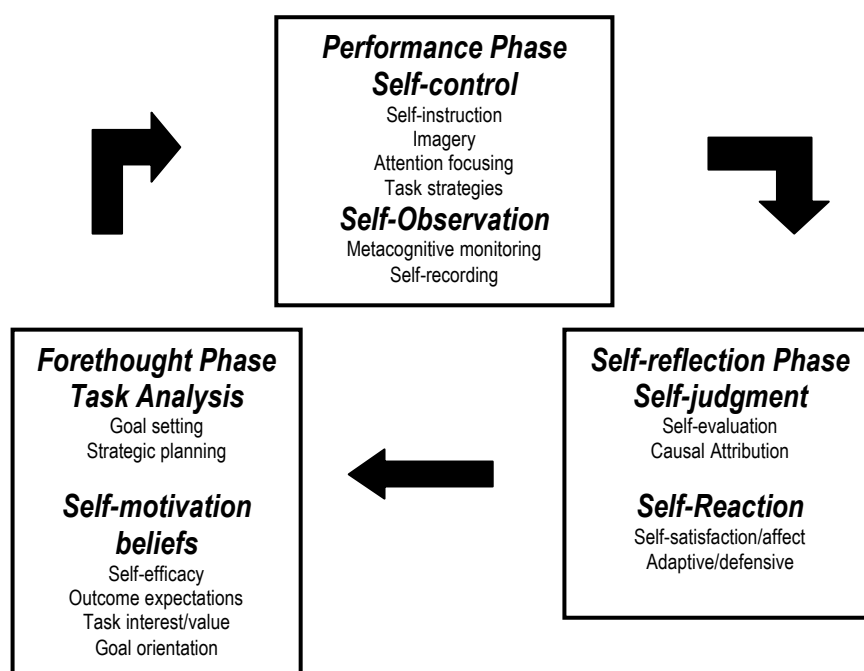 Performance Phase
Self-control
Self-instruction
Imagery
Attention focusing
Task strategies
Self-Observation
Metacognitive monitoring
Self-recording
Forethought Phase
Task Analysis
Goal setting
Strategic planning
Self-motivation
beliefs
Self-efficacy
Outcome expectations
Task interest/value
Goal orientation
Self-reflection Phase
Self-judgment
Self-evaluation
Causal Attribution
Self-Reaction
Self-satisfaction/affect
Adaptive/defensive